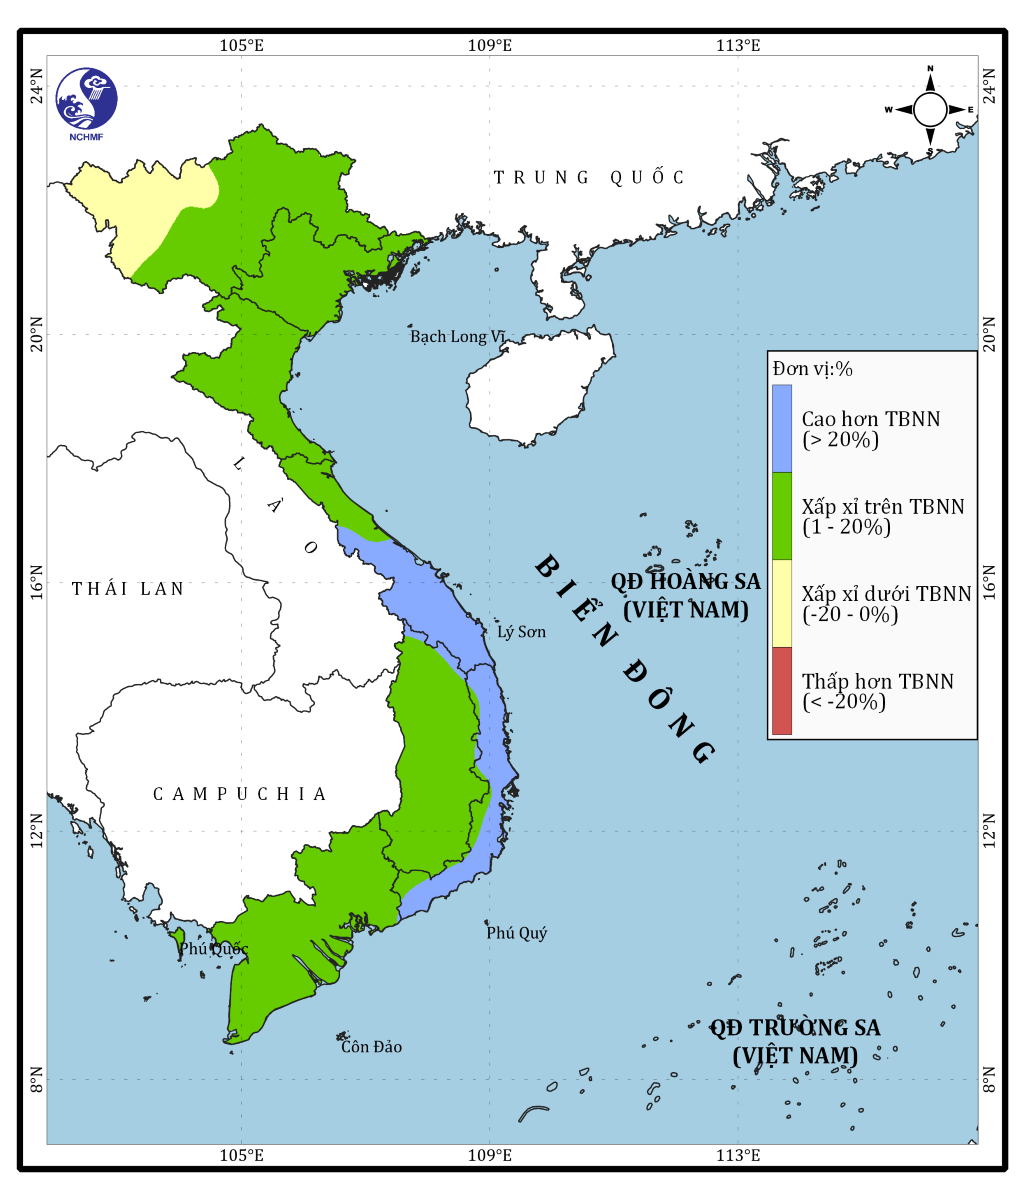 105°E 109°E 113°E
24°N 24°N
NCHMF
N
W E
S
TRUNG QUỐC
20°N 20°N
Bạch Long Vĩ
Đơn vị:%
Cao hơn TBNN
(> 20%)
Xấp xỉ trên TBNN
(1 - 20%)
Xấp xỉ dưới TBNN
(-20 - 0%)
Thấp hơn TBNN
(< -20%)
LÀO
THÁI LAN
16°N 16°N
QĐ HOÀNG SA
(VIỆT NAM)
BIỂN ĐÔNG
Lý Sơn
CAMPUCHIA
12°N 12°N
Phú Quý
Phú Quốc
QĐ TRƯỜNG SA
(VIỆT NAM)
Côn Đảo
8°N 8°N
105°E 109°E 113°E